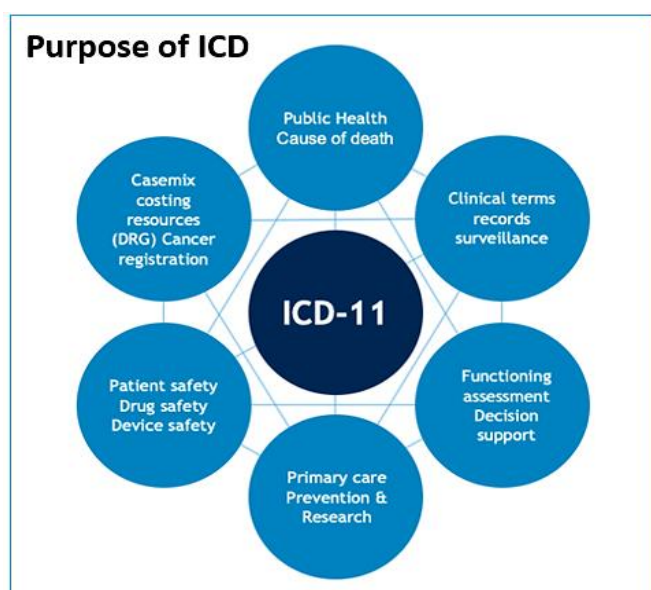 Purpose of ICD
Public Health
Cause of death
Clinical terms
records
surveillance
Functioning
assessment
Decision
support
Primary care
Prevention &
Research
Patient safety
Drug safety
Device safety
Casemix
costing
resources
(DRG) Cancer
registration
ICD-11